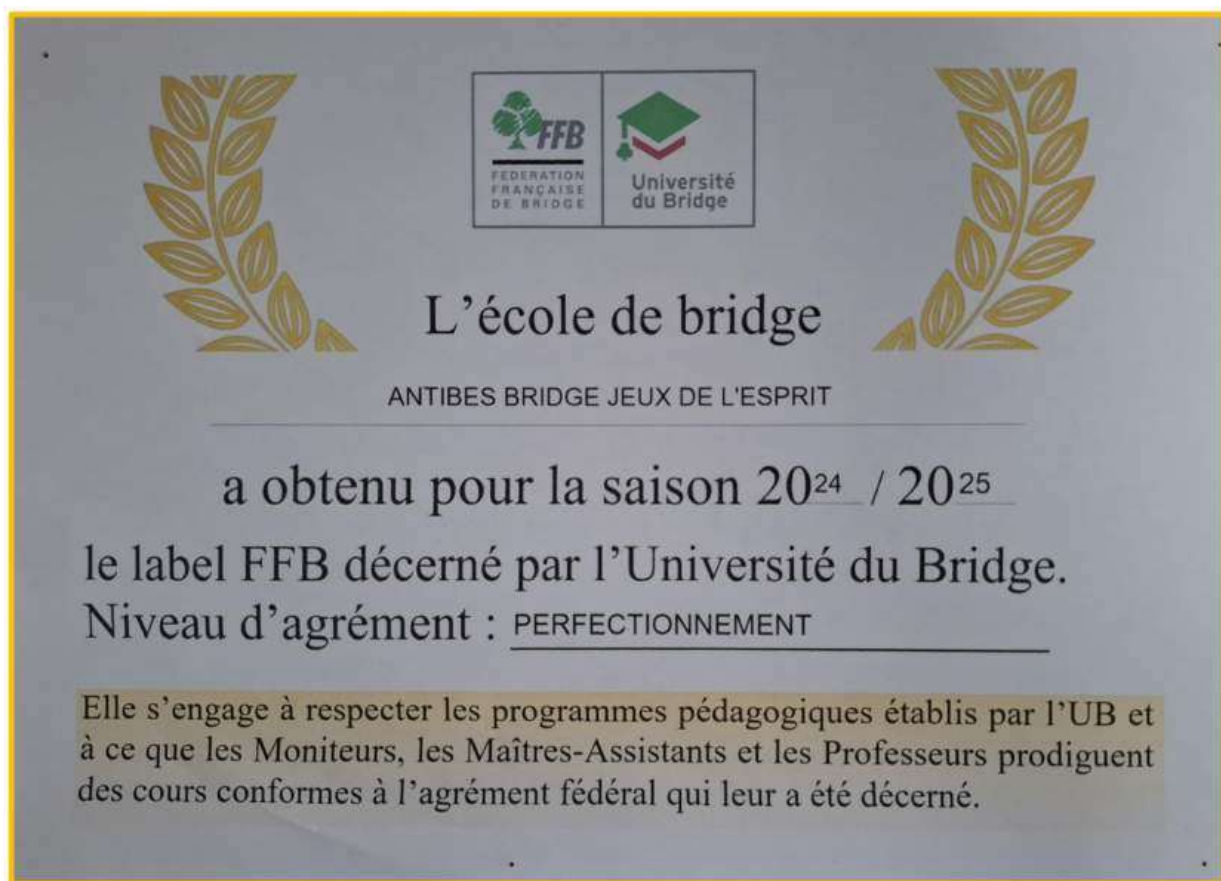 FFB
FEDERATION
FRANÇAISE
DE BRIDGE
Université
du Bridge
L'école de bridge
ANTIBES BRIDGE JEUX DE L'ESPRIT
a obtenu pour la saison 2024 / 2025
le label FFB décerné par l'Université du Bridge.
Niveau d'agrément : PERFECTIONNEMENT
Elle s'engage à respecter les programmes pédagogiques établis par l'UB et
à ce que les Moniteurs, les Maîtres-Assistants et les Professeurs prodiguent
des cours conformes à l'agrément fédéral qui leur a été décerné.